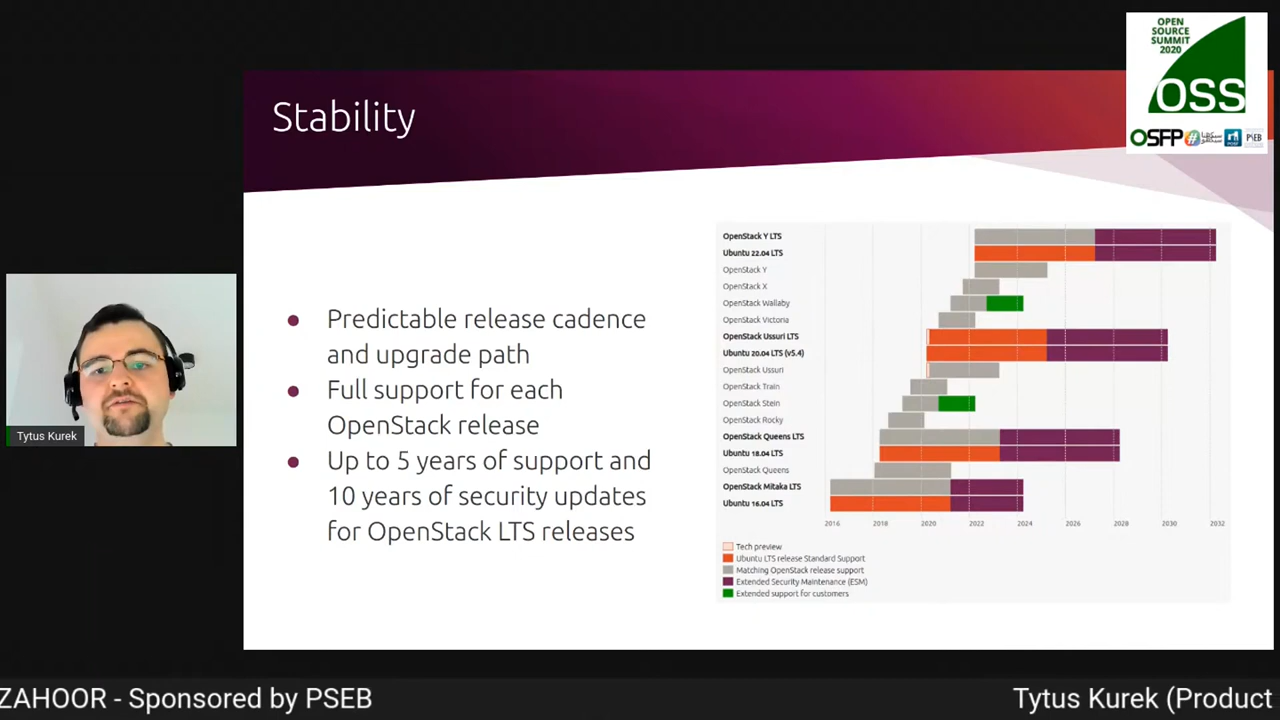 OPEN
SOURCE
SUMMIT
2020
OSS
OSFP
PSEB
Stability
Predictable release cadence
and upgrade path
Full support for each
OpenStack release
Up to 5 years of support and
10 years of security updates
for OpenStack LTS releases
OpenStack Y LTS
Ubuntu 22.04 LTS
OpenStack Y
OpenStack X
OpenStack Wallaby
OpenStack Victoria
OpenStack Ussuri LTS
Ubuntu 20.04 LTS (v5.4)
OpenStack Ussuri
OpenStack Train
OpenStack Stein
OpenStack Rocky
OpenStack Queens LTS
Ubuntu 18.04 LTS
OpenStack Queens
OpenStack Mitaka LTS
Ubuntu 16.04 LTS
2016 2018 2020 2022 2024 2026 2028 2030 2032
Tech preview
Ubuntu LTS release Standard Support
Matching OpenStack release support
Extended Security Maintenance (ESM)
Extended support for customers
Tytus Kurek
ZAHOOR - Sponsored by PSEB
Tytus Kurek (Product